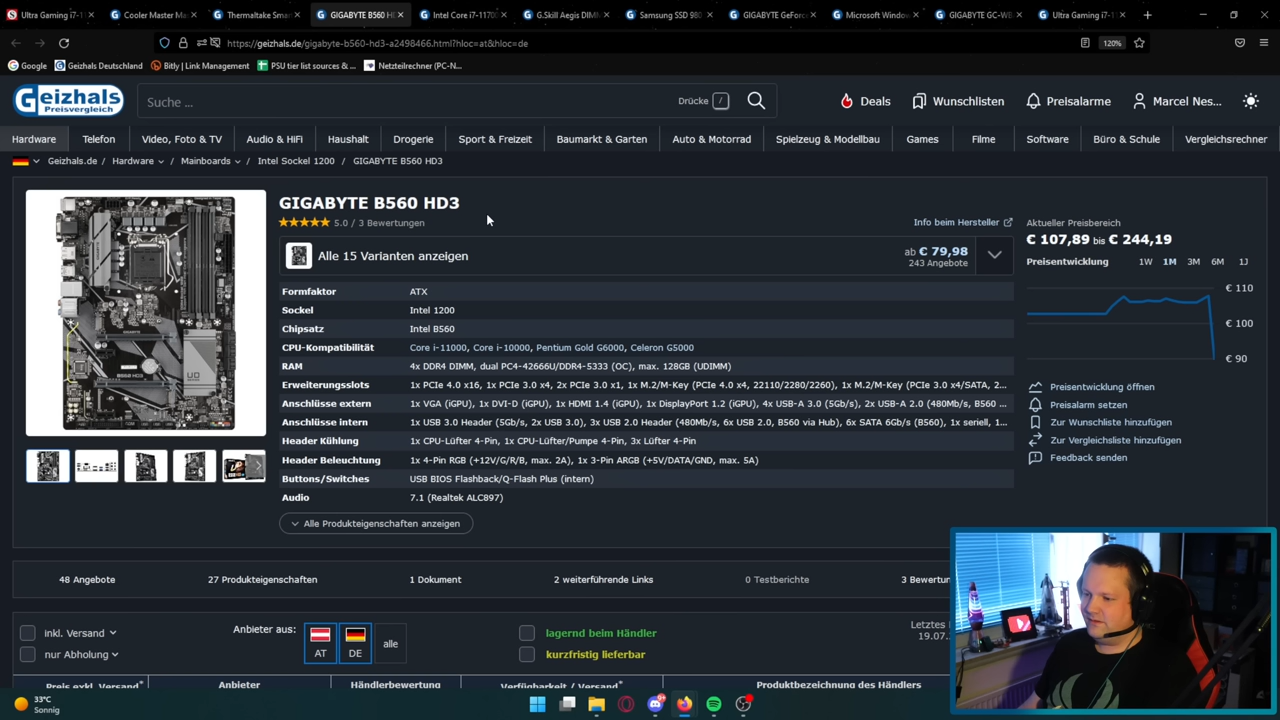 Ultra Gaming i7-11
Cooler Master Ma
Thermaltake Smar
GIGABYTE B560 HD
Intel Core i7-1170
G.Skill Aegis DIMM
Samsung SSD 980
GIGABYTE GeForce
Microsoft Window
GIGABYTE GC-WB
Ultra Gaming i7-11
https://geizhals.de/gigabyte-b560-hd3-a2498466.html?hloc=at&hloc=de
120%
Google
Geizhals Deutschland
Bitly | Link Management
PSU tier list sources & ...
Netzteilrechner (PC-N...
Geizhals
Preisvergleich
Suche ...
Drücke /
Deals
Wunschlisten
Preisalarme
Marcel Nes...
Hardware
Telefon
Video, Foto & TV
Audio & HiFi
Haushalt
Drogerie
Sport & Freizeit
Baumarkt & Garten
Auto & Motorrad
Spielzeug & Modellbau
Games
Filme
Software
Büro & Schule
Vergleichsrechner
Geizhals.de / Hardware / Mainboards / Intel Sockel 1200 / GIGABYTE B560 HD3
GIGABYTE B560 HD3
5.0 / 3 Bewertungen
Info beim Hersteller
Alle 15 Varianten anzeigen
ab € 79,98
243 Angebote
Formfaktor ATX
Sockel Intel 1200
Chipsatz Intel B560
CPU-Kompatibilität Core i-11000, Core i-10000, Pentium Gold G6000, Celeron G5000
RAM 4x DDR4 DIMM, dual PC4-42666U/DDR4-5333 (OC), max. 128GB (UDIMM)
Erweiterungsslots 1x PCIe 4.0 x16, 1x PCIe 3.0 x4, 2x PCIe 3.0 x1, 1x M.2/M-Key (PCIe 4.0 x4, 22110/2280/2260), 1x M.2/M-Key (PCIe 3.0 x4/SATA, 2...
Anschlüsse extern 1x VGA (iGPU), 1x DVI-D (iGPU), 1x HDMI 1.4 (iGPU), 1x DisplayPort 1.2 (iGPU), 4x USB-A 3.0 (5Gb/s), 2x USB-A 2.0 (480Mb/s, B560 ...
Anschlüsse intern 1x USB 3.0 Header (5Gb/s, 2x USB 3.0), 3x USB 2.0 Header (480Mb/s, 6x USB 2.0, B560 via Hub), 6x SATA 6Gb/s (B560), 1x seriell, 1...
Header Kühlung 1x CPU-Lüfter 4-Pin, 1x CPU-Lüfter/Pumpe 4-Pin, 3x Lüfter 4-Pin
Header Beleuchtung 1x 4-Pin RGB (+12V/G/R/B, max. 2A), 1x 3-Pin ARGB (+5V/DATA/GND, max. 5A)
Buttons/Switches USB BIOS Flashback/Q-Flash Plus (intern)
Audio 7.1 (Realtek ALC897)
Alle Produkteigenschaften anzeigen
Aktueller Preisbereich
€ 107,89 bis € 244,19
Preisentwicklung 1W 1M 3M 6M 1J
€ 110
€ 100
€ 90
Preisentwicklung öffnen
Preisalarm setzen
Zur Wunschliste hinzufügen
Zur Vergleichsliste hinzufügen
Feedback senden
48 Angebote
27 Produkteigenschaften
1 Dokument
2 weiterführende Links
0 Testberichte
3 Bewertun
inkl. Versand
nur Abholung
Anbieter aus:
AT
DE
alle
lagernd beim Händler
kurzfristig lieferbar
Letztes
19.07.
Preis exkl. Versand*
Anbieter
Händlerbewertung
Verfügbarkeit / Versand*
Produktbezeichnung des Händlers
33°C
Sonnig